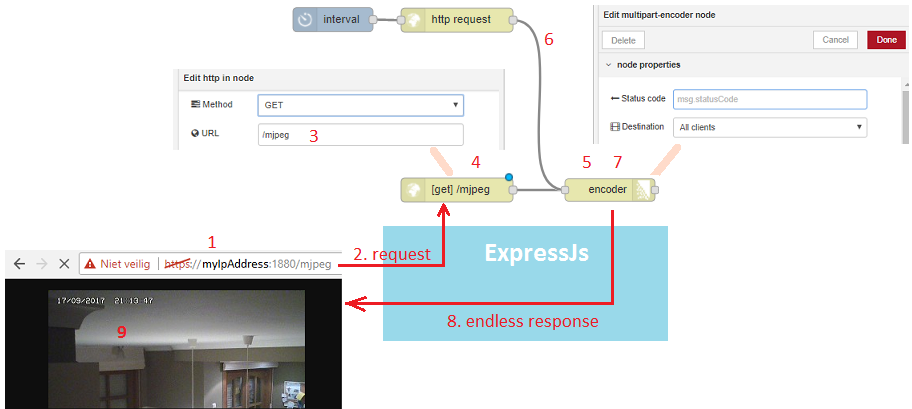 interval
http request
6
Edit multipart-encoder node
Delete
Cancel
Done
node properties
Status code
msg.statusCode
Destination
All clients
Edit http in node
Method
GET
URL
/mjpeg
3
4
[get] /mjpeg
5
7
encoder
1
2. request
ExpressJs
Niet veilig
https://myIpAddress:1880/mjpeg
17/09/2017 21:13:47
9
8. endless response